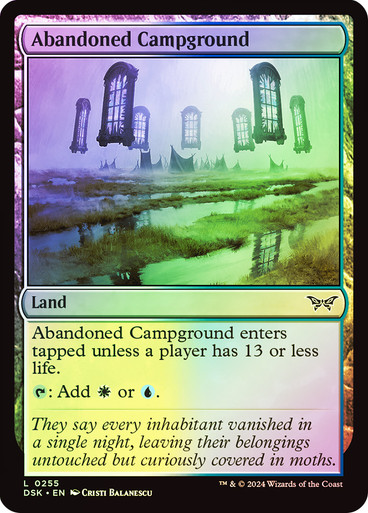 Abandoned Campground
Land
Abandoned Campground enters
tapped unless a player has 13 or less
life.
: Add or .
They say every inhabitant vanished in
a single night, leaving their belongings
untouched but curiously covered in moths.
L 0255
DSK • EN Cristi Balanescu
™ & © 2024 Wizards of the Coast